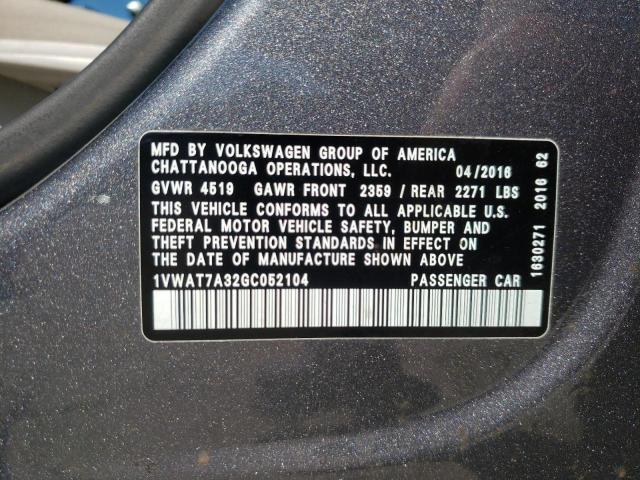 MFD BY VOLKSWAGEN GROUP OF AMERICA
CHATTANOOGA OPERATIONS, LLC. 04/2016
GVWR 4519 GAWR FRONT 2359 / REAR 2271 LBS
THIS VEHICLE CONFORMS TO ALL APPLICABLE U.S.
FEDERAL MOTOR VEHICLE SAFETY, BUMPER AND
THEFT PREVENTION STANDARDS IN EFFECT ON
THE DATE OF MANUFACTURE SHOWN ABOVE
1VWAT7A32GC052104 PASSENGER CAR
1630271 2016 62